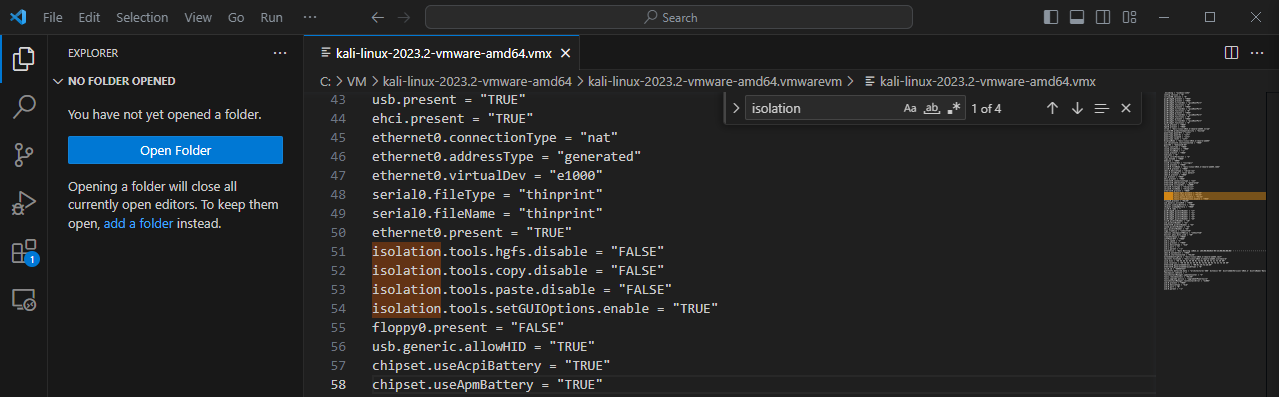 File Edit Selection View Go Run ··· Search
EXPLORER ···
NO FOLDER OPENED
You have not yet opened a folder.
Open Folder
Opening a folder will close all
currently open editors. To keep them
open, add a folder instead.
1
kali-linux-2023.2-vmware-amd64.vmx
C: > VM > kali-linux-2023.2-vmware-amd64 > kali-linux-2023.2-vmware-amd64.vmwarevm > kali-linux-2023.2-vmware-amd64.vmx
isolation Aa ab .* 1 of 4
43 usb.present = "TRUE"
44 ehci.present = "TRUE"
45 ethernet0.connectionType = "nat"
46 ethernet0.addressType = "generated"
47 ethernet0.virtualDev = "e1000"
48 serial0.fileType = "thinprint"
49 serial0.fileName = "thinprint"
50 ethernet0.present = "TRUE"
51 isolation.tools.hgfs.disable = "FALSE"
52 isolation.tools.copy.disable = "FALSE"
53 isolation.tools.paste.disable = "FALSE"
54 isolation.tools.setGUIOptions.enable = "TRUE"
55 floppy0.present = "FALSE"
56 usb.generic.allowHID = "TRUE"
57 chipset.useAcpiBattery = "TRUE"
58 chipset.useApmBattery = "TRUE"